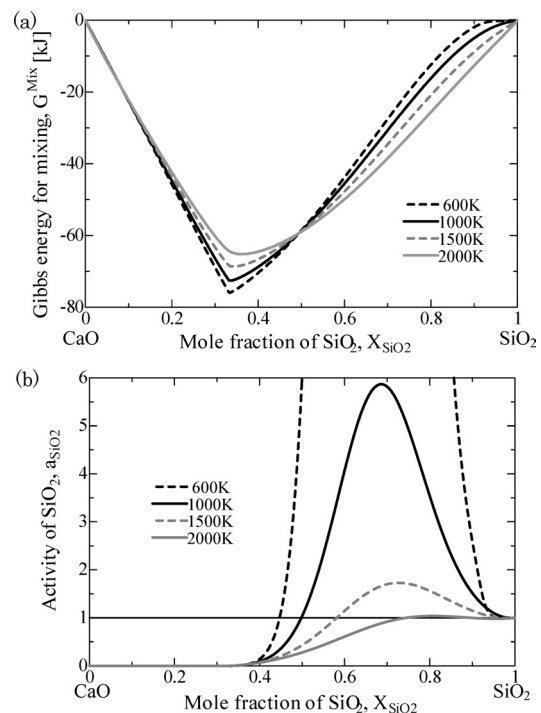 (a)
Gibbs energy for mixing, G^Mix [kJ]
0
-20
-40
-60
-80
600K
1000K
1500K
2000K
0 0.2 0.4 0.6 0.8 1
CaO Mole fraction of SiO2, XSiO2 SiO2
(b)
Activity of SiO2, aSiO2
6
5
4
3
2
1
0
600K
1000K
1500K
2000K
0 0.2 0.4 0.6 0.8 1
CaO Mole fraction of SiO2, XSiO2 SiO2